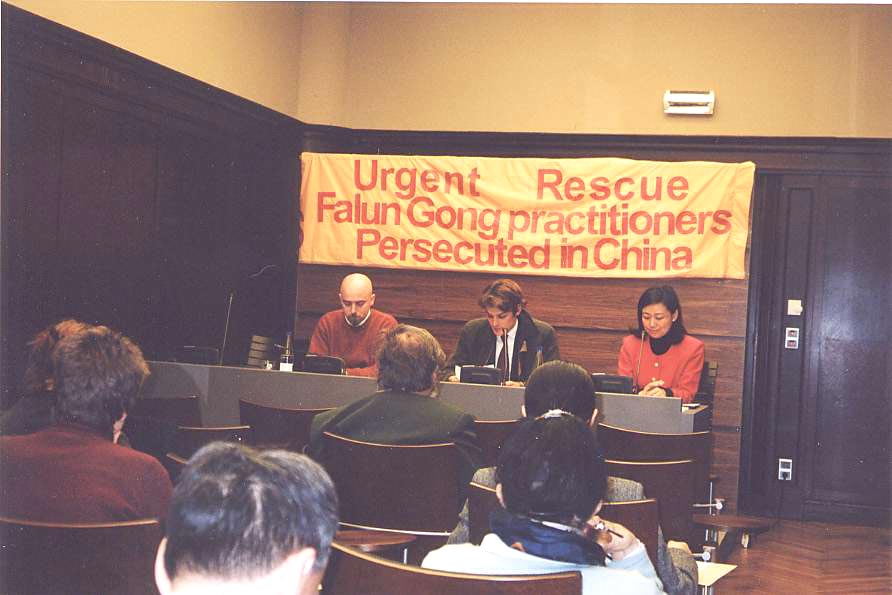 Urgent Rescue
Falun Gong practitioners
Persecuted in China